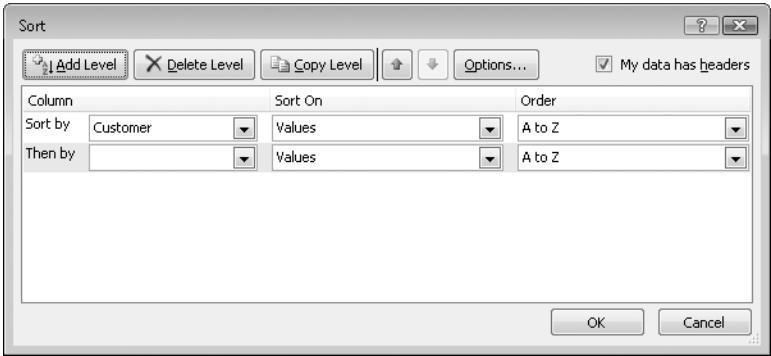 Sort
Add Level Delete Level Copy Level Options... My data has headers
Column Sort On Order
Sort by Customer Values A to Z
Then by Values A to Z
OK Cancel